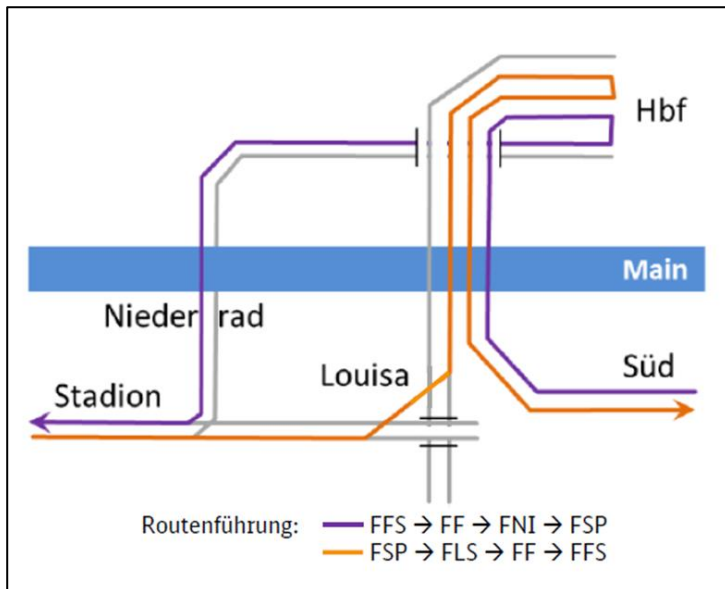 Hbf
Main
Nieder rad
Louisa
Süd
Stadion
Routenführung: FFS → FF → FNI → FSP
FSP → FLS → FF → FFS